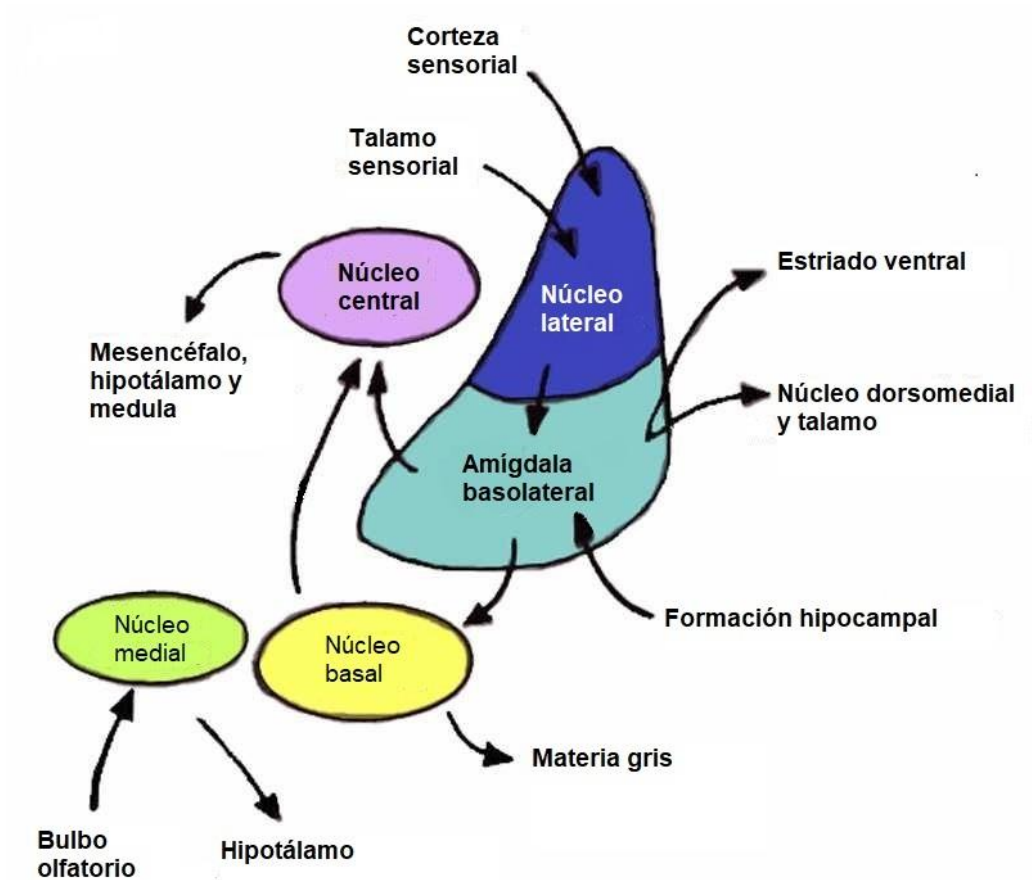 Corteza
sensorial
Talamo
sensorial
Núcleo
central
Núcleo
lateral
Estriado ventral
Mesencéfalo,
hipotálamo y
medula
Núcleo dorsomedial
y talamo
Amígdala
basolateral
Formación hipocampal
Núcleo
medial
Núcleo
basal
Materia gris
Bulbo
olfatorio
Hipotálamo